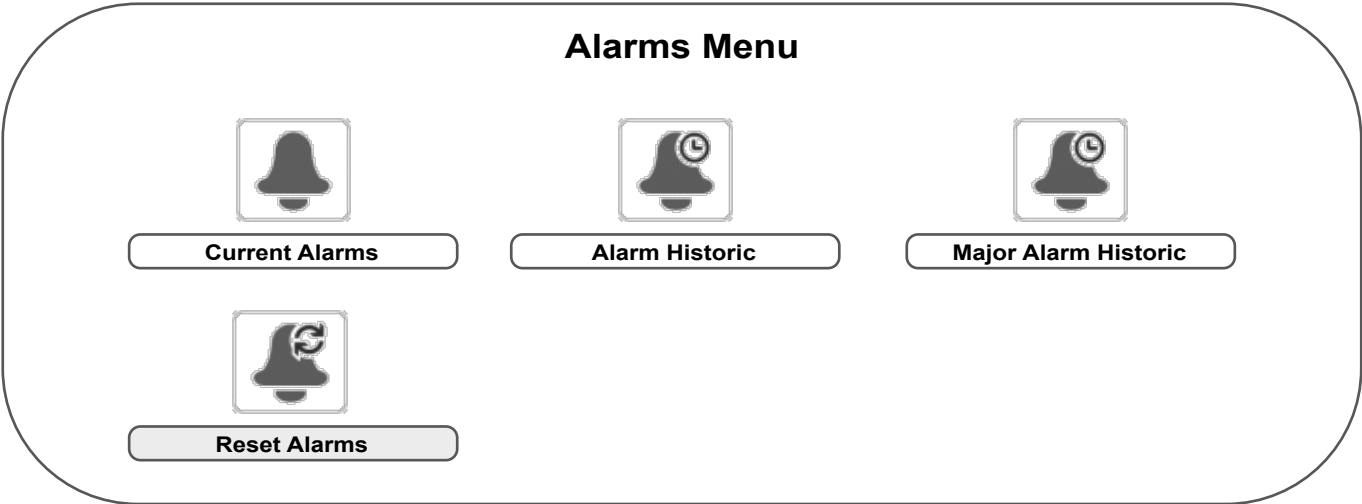 Alarms Menu
Current Alarms
Alarm Historic
Major Alarm Historic
Reset Alarms